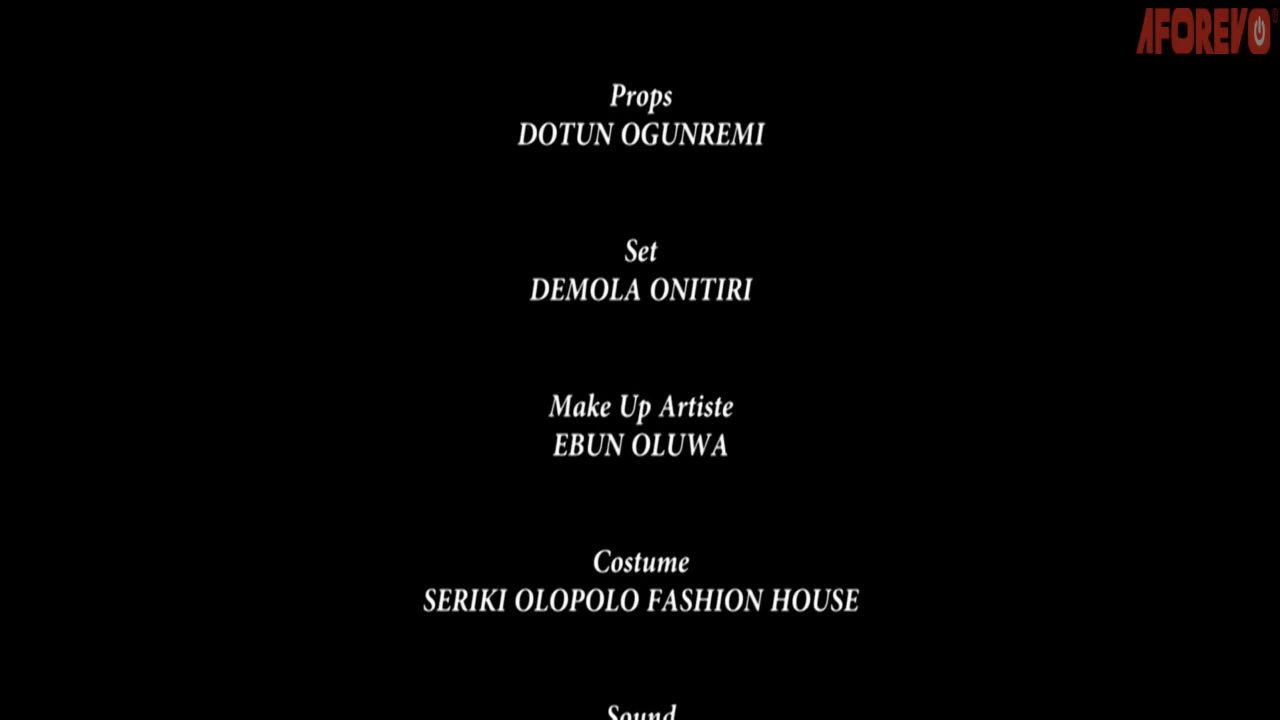 AFOREVO
Props
DOTUN OGUNREMI
Set
DEMOLA ONITIRI
Make Up Artiste
EBUN OLUWA
Costume
SERIKI OLOPOLO FASHION HOUSE
Sound